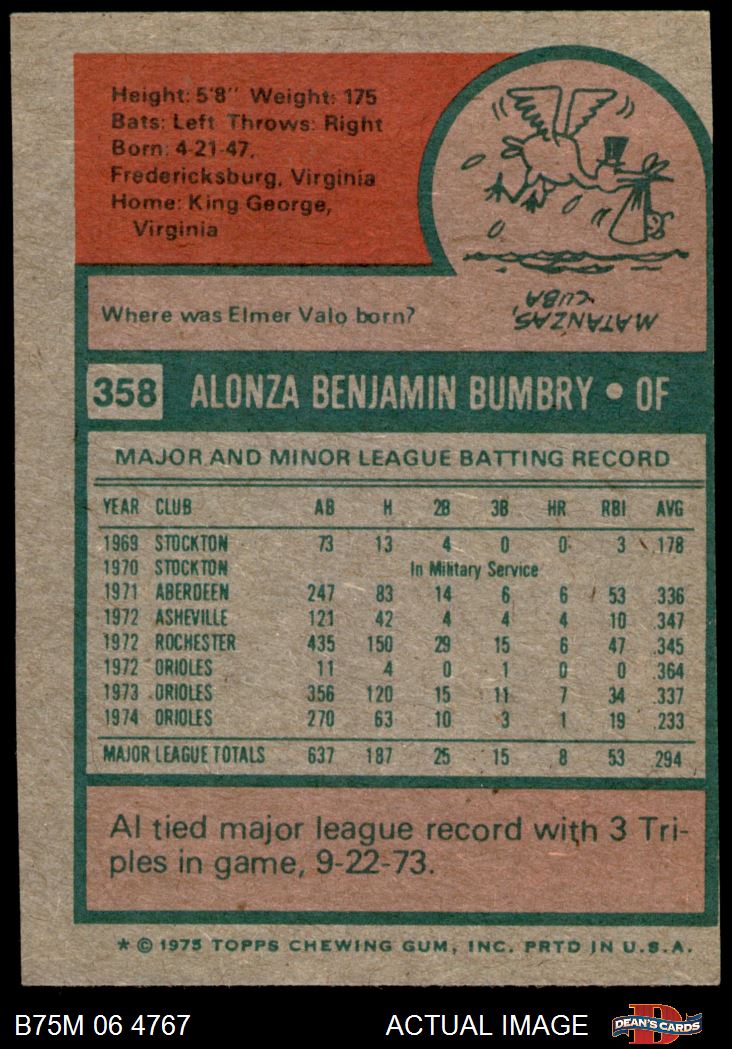 Height: 5'8" Weight: 175
Bats: Left Throws: Right
Born: 4-21-47,
Fredericksburg, Virginia
Home: King George,
Virginia
Where was Elmer Valo born?
MATANZAS,
CUBA
358 ALONZA BENJAMIN BUMBRY • OF
MAJOR AND MINOR LEAGUE BATTING RECORD
YEAR CLUB AB H 2B 3B HR RBI AVG
1969 STOCKTON 73 13 4 0 0 3 .178
1970 STOCKTON In Military Service
1971 ABERDEEN 247 83 14 6 6 53 .336
1972 ASHEVILLE 121 42 4 4 4 10 .347
1972 ROCHESTER 435 150 29 15 6 47 .345
1972 ORIOLES 11 4 0 1 0 0 .364
1973 ORIOLES 356 120 15 11 7 34 .337
1974 ORIOLES 270 63 10 3 1 19 .233
MAJOR LEAGUE TOTALS 637 187 25 15 8 53 .294
Al tied major league record with 3 Tri-
ples in game, 9-22-73.
* © 1975 TOPPS CHEWING GUM, INC. PRTD IN U.S.A.
B75M 06 4767 ACTUAL IMAGE D DEAN'S CARDS